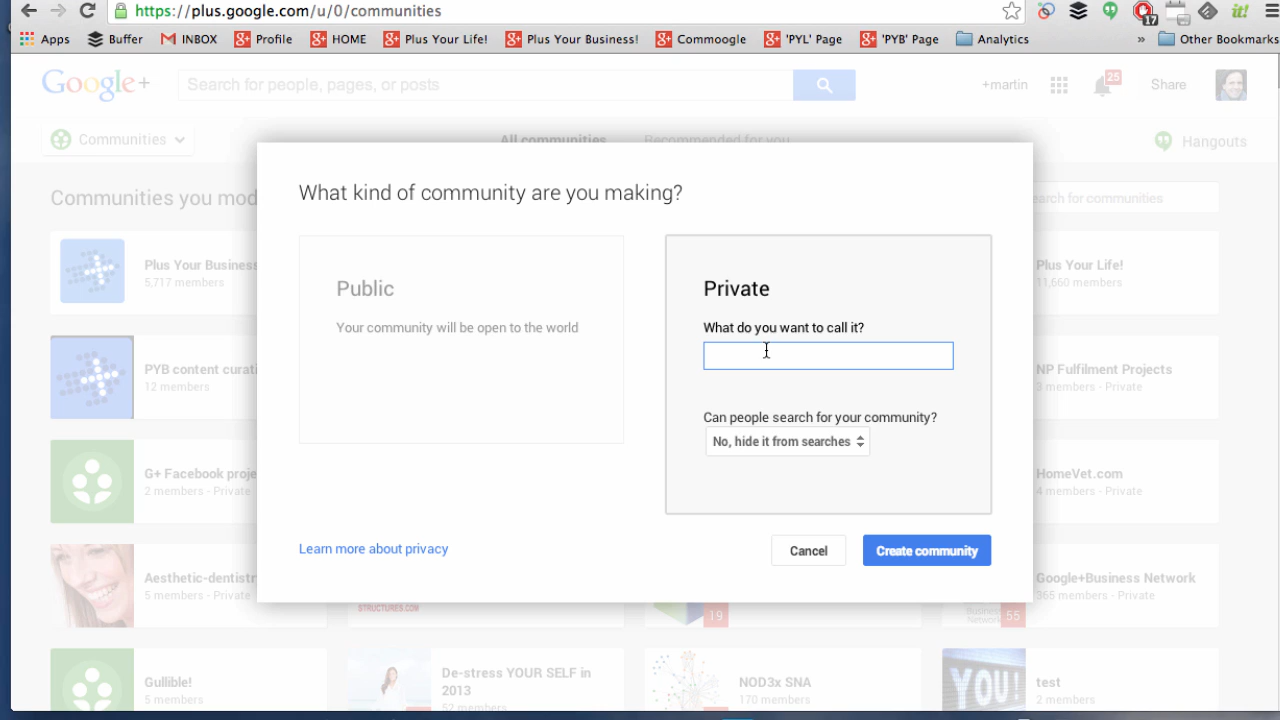 https://plus.google.com/u/0/communities
17
it!
Apps Buffer INBOX Profile HOME Plus Your Life! Plus Your Business! Commoogle 'PYL' Page 'PYB' Page Analytics » Other Bookmarks
Google+
Search for people, pages, or posts
+martin
25
Share
Communities
All communities
Recommended for you
Hangouts
Communities you mod
earch for communities
What kind of community are you making?
Public
Your community will be open to the world
Private
What do you want to call it?
Can people search for your community?
No, hide it from searches
Learn more about privacy
Cancel
Create community
Plus Your Business
5,717 members
Plus Your Life!
11,660 members
PYB content curati
12 members
NP Fulfilment Projects
3 members - Private
G+ Facebook proje
2 members - Private
HomeVet.com
4 members - Private
Aesthetic-dentistr
5 members - Private
STRUCTURES.COM
19
Business
Network
55
Google+Business Network
365 members - Private
Gullible!
5 members
De-stress YOUR SELF in
2013
52 members
NOD3x SNA
170 members
YOU!
test
2 members